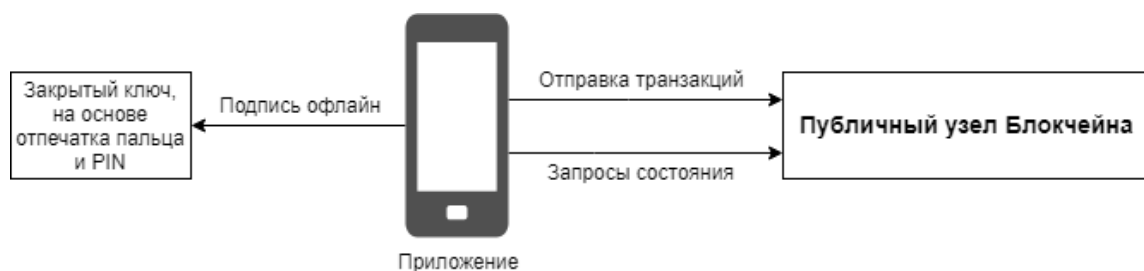 Закрытый ключ,
на основе
отпечатка пальца
и PIN
Подпись офлайн
Приложение
Отправка транзакций
Запросы состояния
Публичный узел Блокчейна